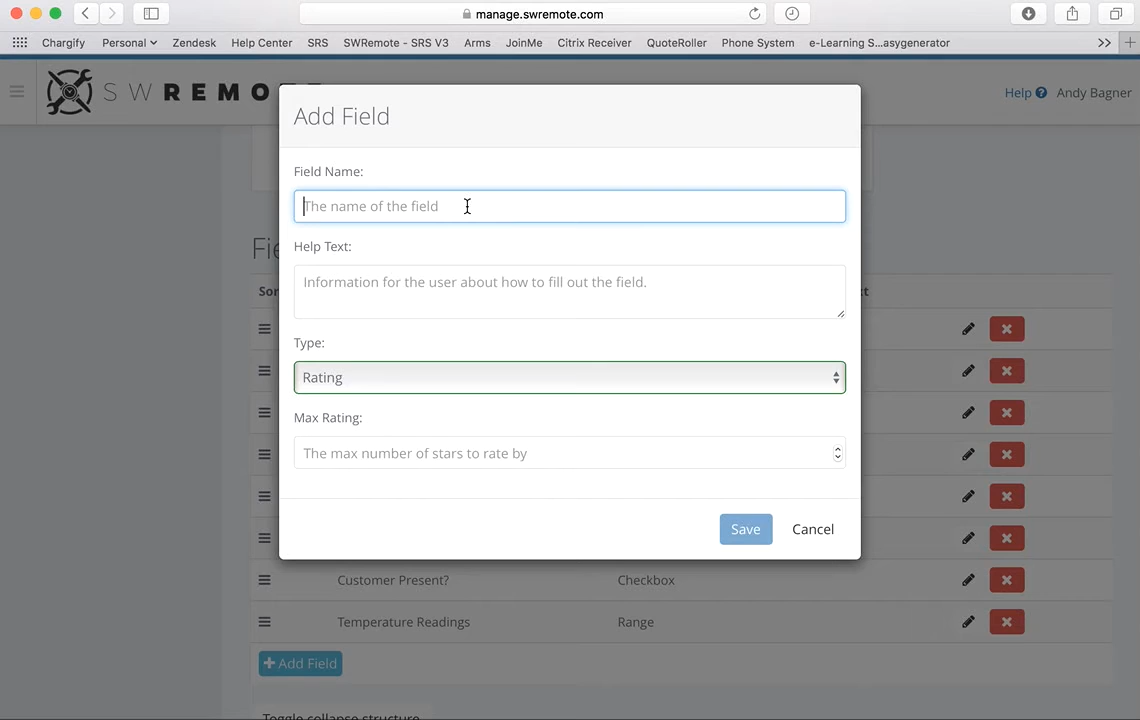 manage.swremote.com
Chargify Personal Zendesk Help Center SRS SWRemote - SRS V3 Arms JoinMe Citrix Receiver QuoteRoller Phone System e-Learning S...asygenerator
SWREMO
Help Andy Bagner
Add Field
Field Name:
The name of the field
Help Text:
Information for the user about how to fill out the field.
Type:
Rating
Max Rating:
The max number of stars to rate by
Save Cancel
Customer Present? Checkbox
Temperature Readings Range
Add Field
Toggle collapse structure